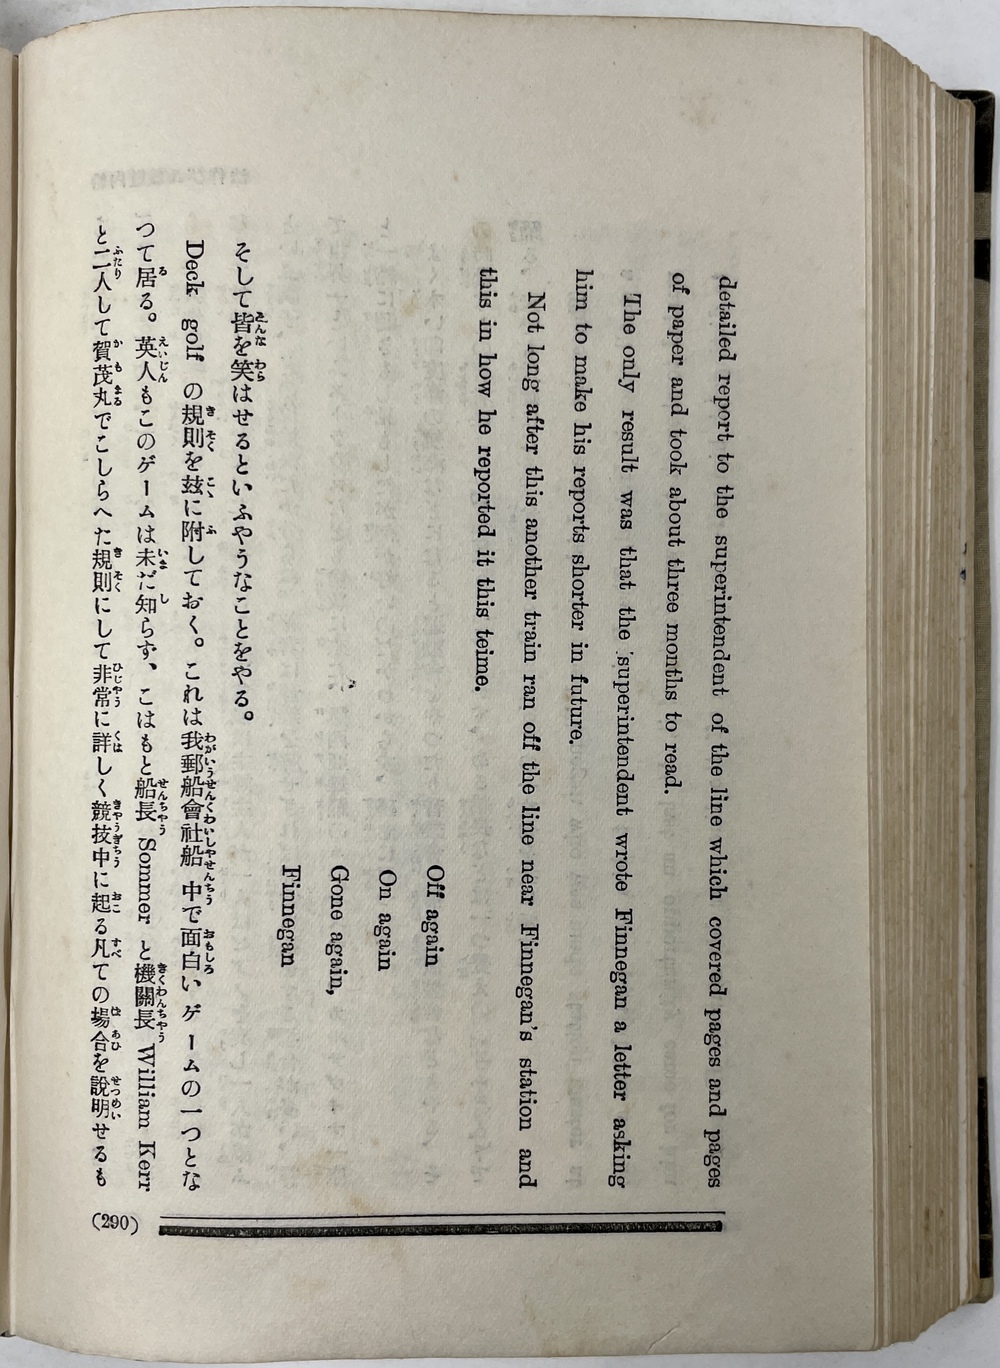 detailed report to the superintendent of the line which covered pages and pages
of paper and took about three months to read.
The only result was that the superintendent wrote Finnegan a letter asking
him to make his reports shorter in future.
Not long after this another train ran off the line near Finnegan's station and
this in how he reported it this teime.
Off again
On again
Gone again,
Finnegan
そして皆を笑はせるといふやうなことをやる。
Deck golf の規則を玆に附しておく。これは我郵船會社船中で面白いゲームの一つとな
つて居る。英人もこのゲームは未だ知らず、こはもと船長 Sommer と機關長 William Kerr
と二人して賀茂丸でこしらへた規則にして非常に詳しく競技中に起る凡ての場合を說明せるも
(290)